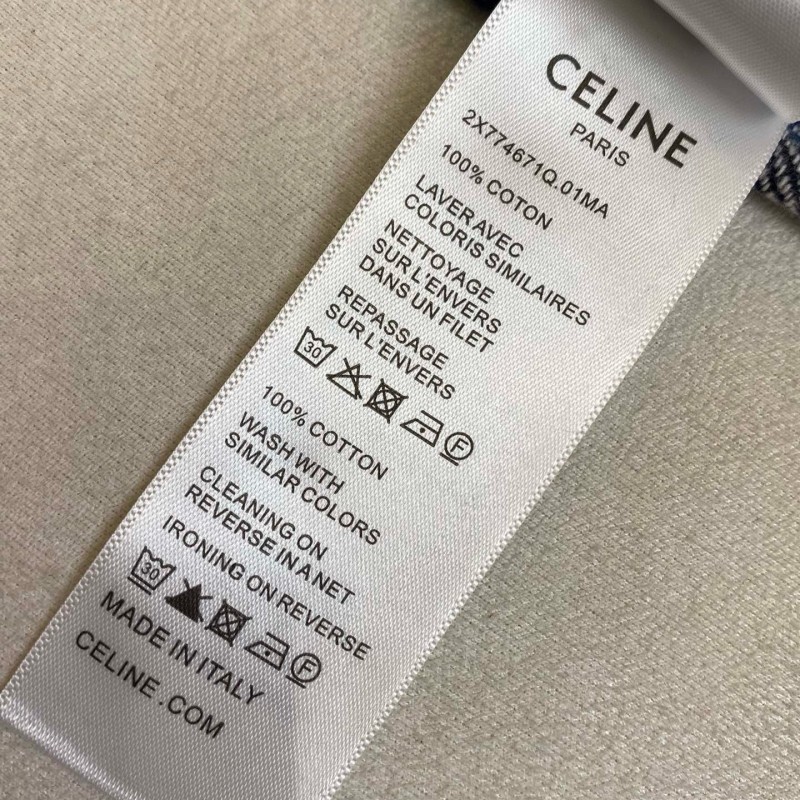 CELINE
PARIS
2X774671Q.01MA
100% COTON
LAVER AVEC
COLORIS SIMILAIRES
NETTOYAGE
SUR L'ENVERS
DANS UN FILET
REPASSAGE
SUR L'ENVERS
30 F
100% COTTON
WASH WITH
SIMILAR COLORS
CLEANING ON
REVERSE IN A NET
IRONING ON REVERSE
30 F
MADE IN ITALY
CELINE.COM